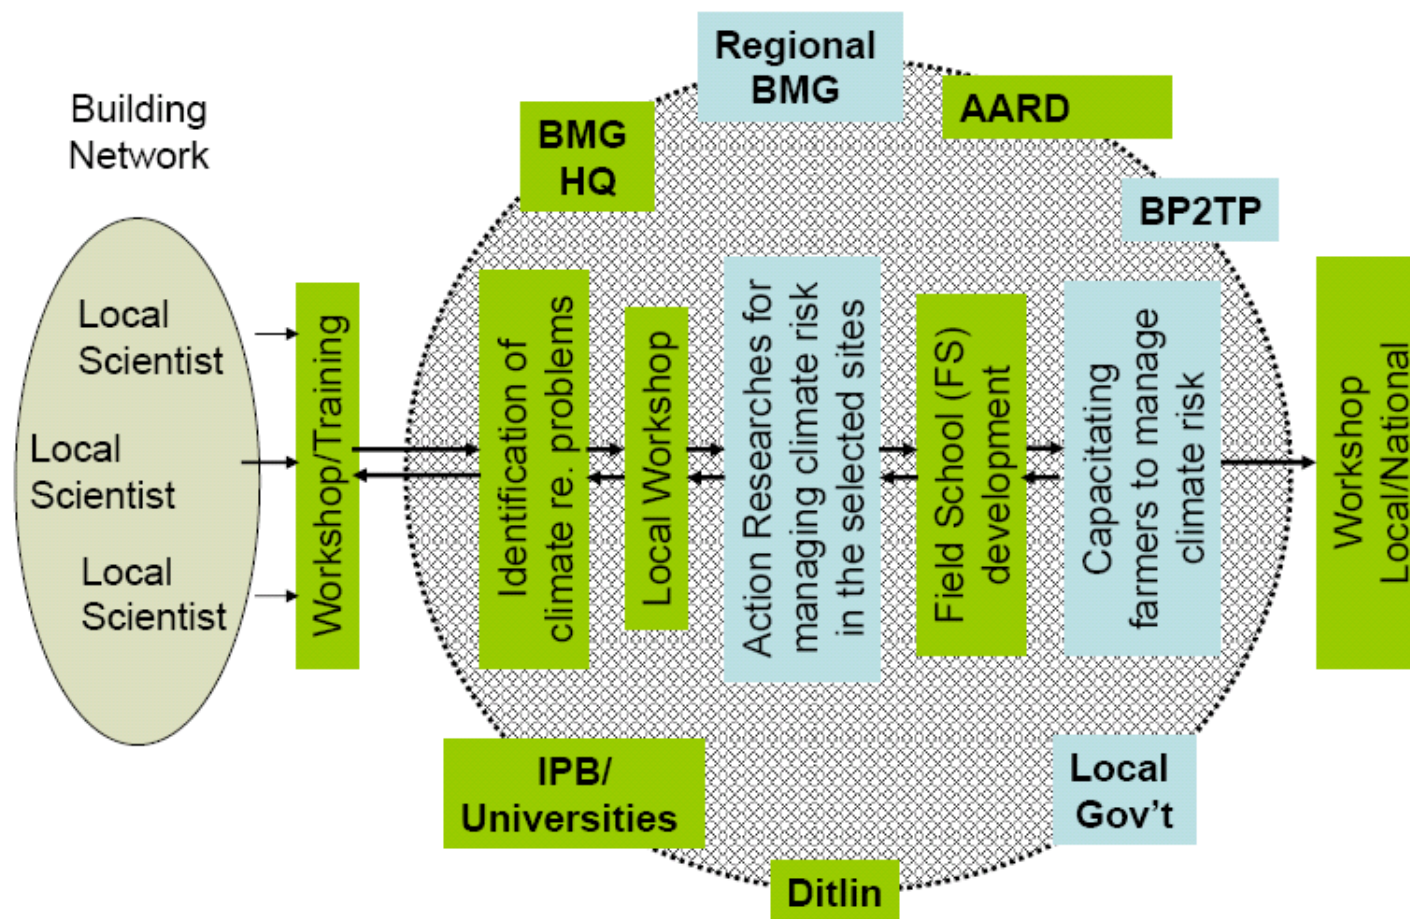 Building
Network
Local
Scientist
Local
Scientist
Local
Scientist
Workshop/Training
BMG
HQ
Regional
BMG
AARD
BP2TP
Identification of
climate re. problems
Local Workshop
Action Researches for
managing climate risk
in the selected sites
Field School (FS)
development
Capacitating
farmers to manage
climate risk
Workshop
Local/National
IPB/
Universities
Ditlin
Local
Gov’t